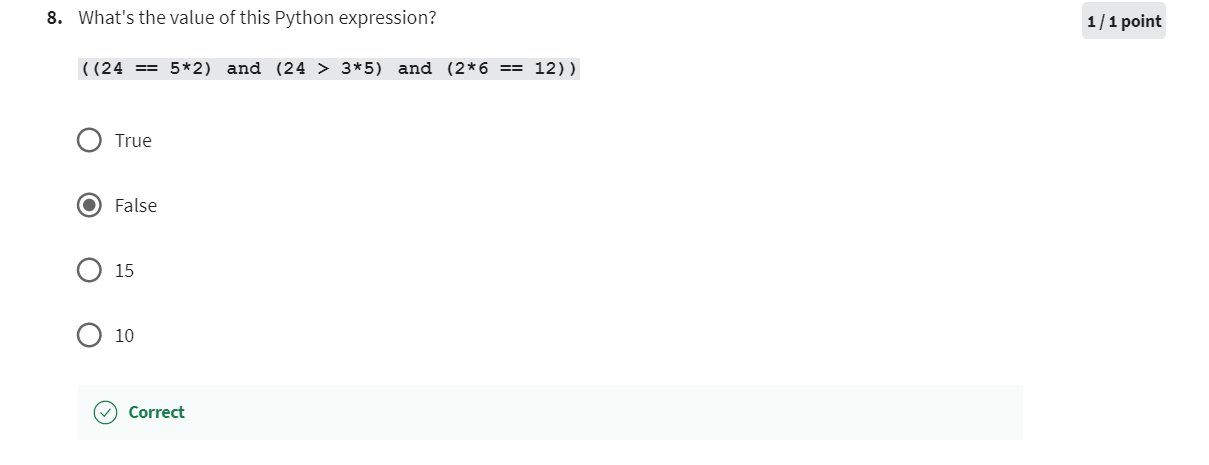 8. What's the value of this Python expression?
1 / 1 point
((24 == 5*2) and (24 > 3*5) and (2*6 == 12))
True
False
15
10
Correct